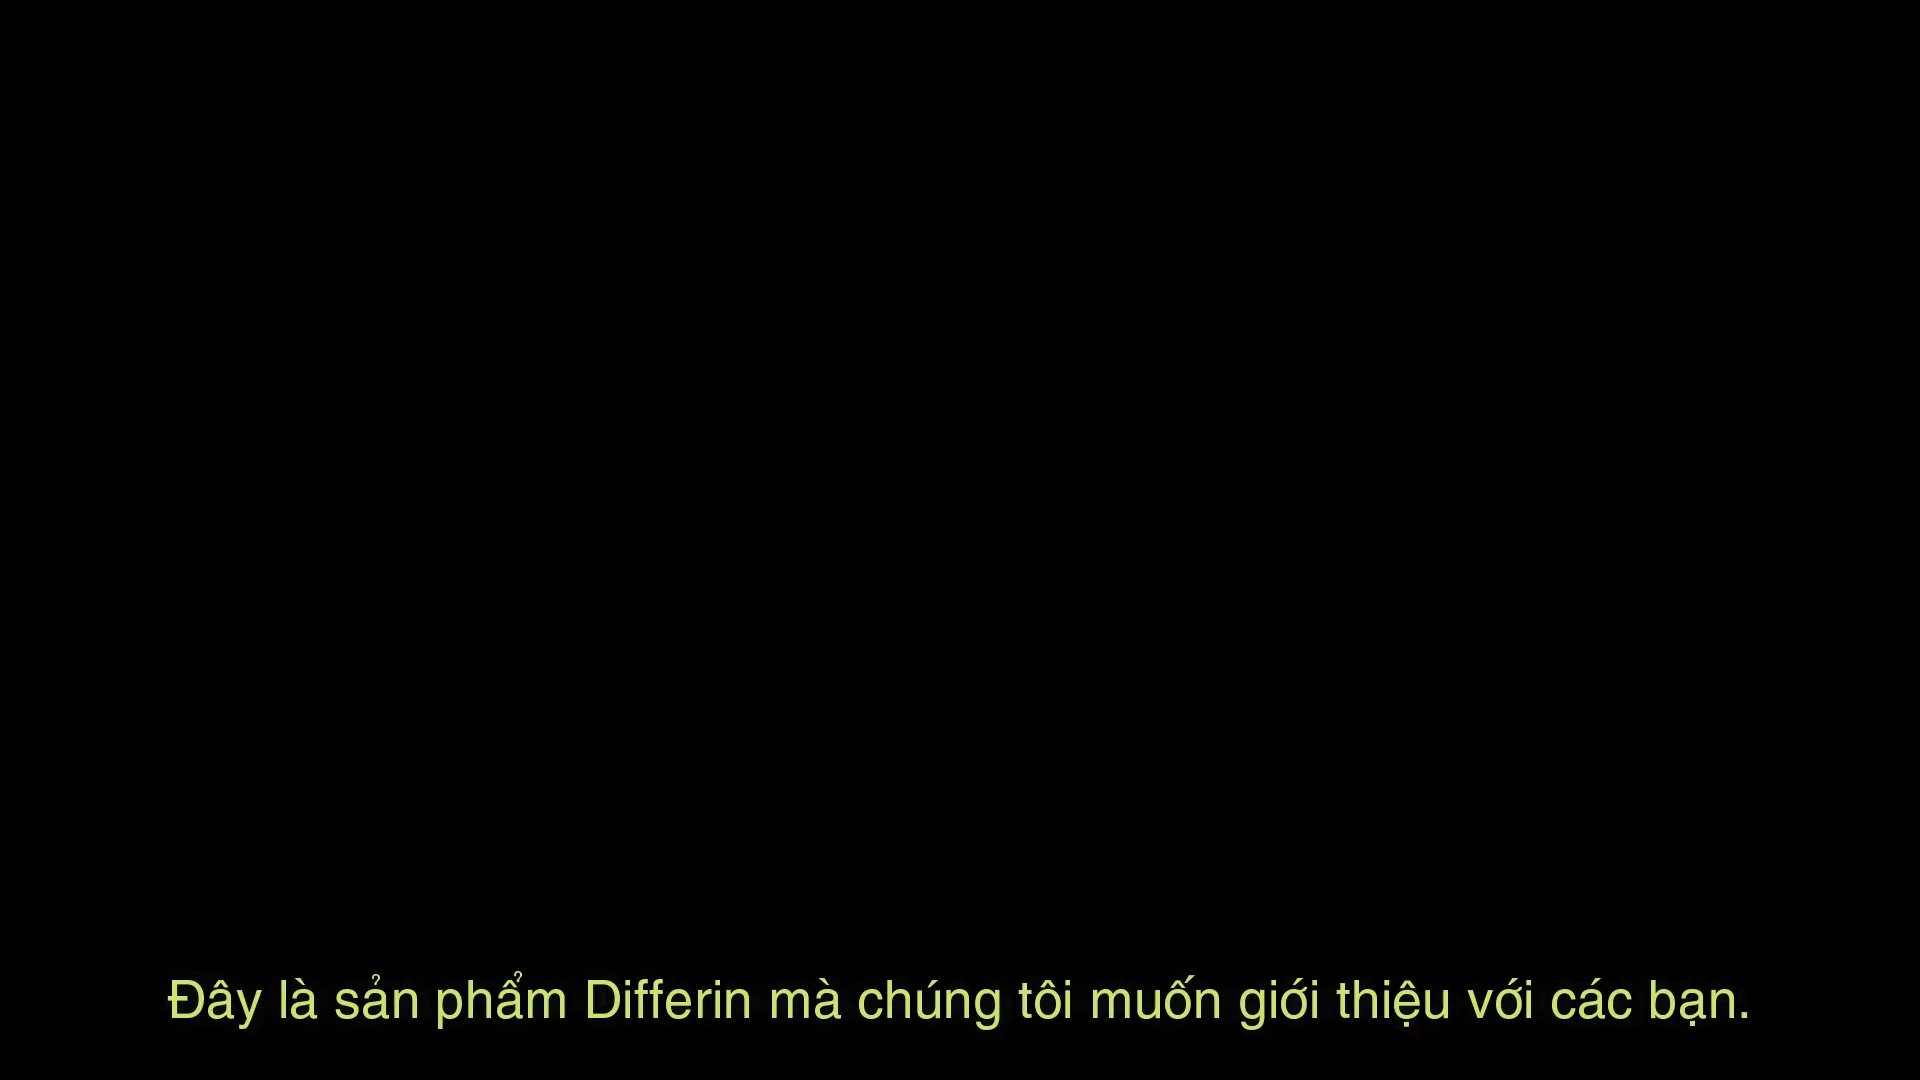 Đây là sản phẩm Differin mà chúng tôi muốn giới thiệu với các bạn.